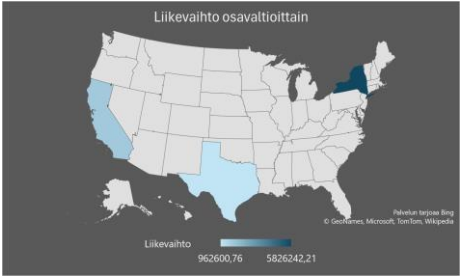 Liikevaihto osavaltioittain
Palvelun tarjoaa Bing
© GeoNames, Microsoft, TomTom, Wikipedia
Liikevaihto
962600,76 5826242,21